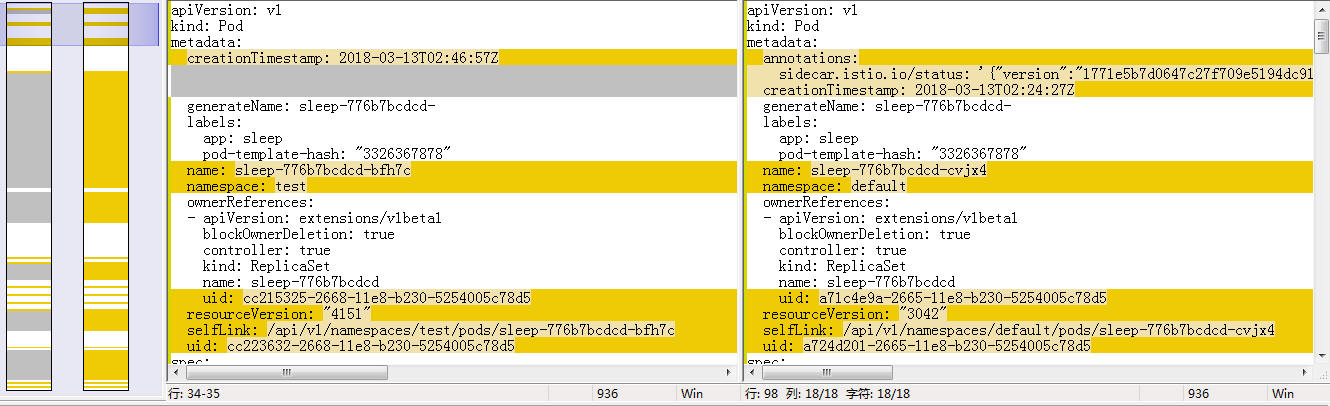 apiVersion: v1
kind: Pod
metadata:
creationTimestamp: 2018-03-13T02:46:57Z
generateName: sleep-776b7bcdcd-
labels:
app: sleep
pod-template-hash: "3326367878"
name: sleep-776b7bcdcd-bfh7c
namespace: test
ownerReferences:
- apiVersion: extensions/v1beta1
blockOwnerDeletion: true
controller: true
kind: ReplicaSet
name: sleep-776b7bcdcd
uid: cc215325-2668-11e8-b230-5254005c78d5
resourceVersion: "4151"
selfLink: /api/v1/namespaces/test/pods/sleep-776b7bcdcd-bfh7c
uid: cc223632-2668-11e8-b230-5254005c78d5
spec:
行: 34-35
936
Win
apiVersion: v1
kind: Pod
metadata:
annotations:
sidecar.istio.io/status: '{"version":"1771e5b7d0647c27f709e5194dc91
creationTimestamp: 2018-03-13T02:24:27Z
generateName: sleep-776b7bcdcd-
labels:
app: sleep
pod-template-hash: "3326367878"
name: sleep-776b7bcdcd-cvjx4
namespace: default
ownerReferences:
- apiVersion: extensions/v1beta1
blockOwnerDeletion: true
controller: true
kind: ReplicaSet
name: sleep-776b7bcdcd
uid: a71c4e9a-2665-11e8-b230-5254005c78d5
resourceVersion: "3042"
selfLink: /api/v1/namespaces/default/pods/sleep-776b7bcdcd-cvjx4
uid: a724d201-2665-11e8-b230-5254005c78d5
spec:
行: 98 列: 18/18 字符: 18/18
936
Win